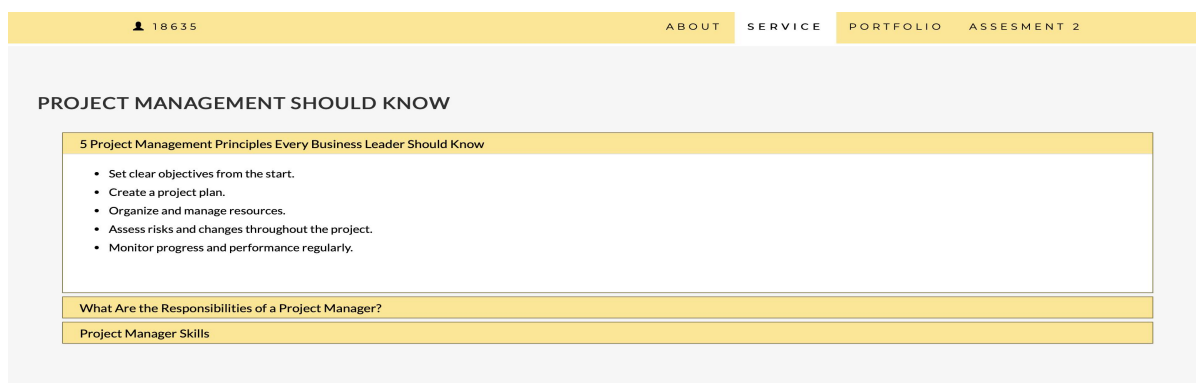 18635 ABOUT SERVICE PORTFOLIO ASSESMENT 2
PROJECT MANAGEMENT SHOULD KNOW
5 Project Management Principles Every Business Leader Should Know
• Set clear objectives from the start.
• Create a project plan.
• Organize and manage resources.
• Assess risks and changes throughout the project.
• Monitor progress and performance regularly.
What Are the Responsibilities of a Project Manager?
Project Manager Skills